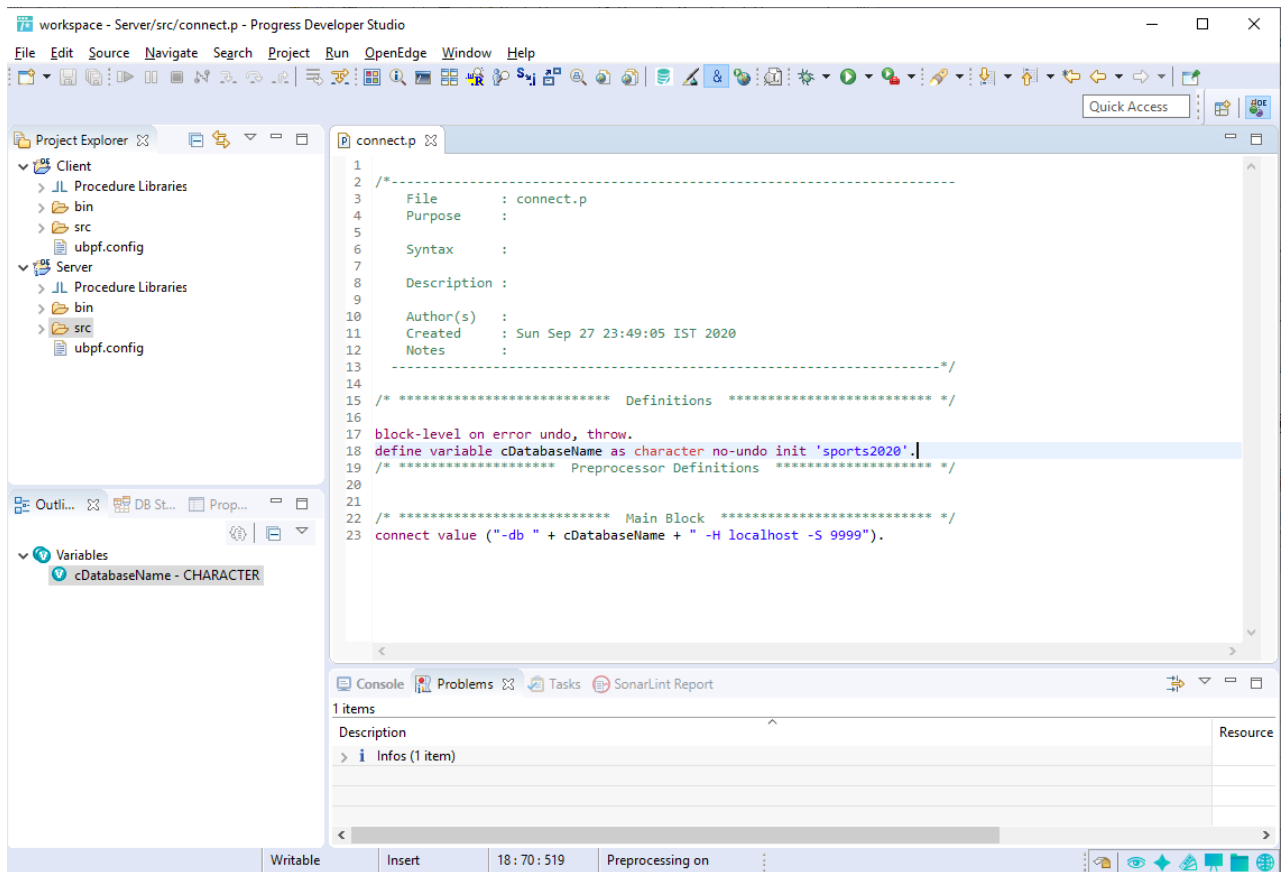 workspace - Server/src/connect.p - Progress Developer Studio
File Edit Source Navigate Search Project Run OpenEdge Window Help
Quick Access
Project Explorer
Client
Procedure Libraries
bin
src
ubpf.config
Server
Procedure Libraries
bin
src
ubpf.config
Outli... DB St... Prop...
Variables
cDatabaseName - CHARACTER
connect.p
1
2 /*------------------------------------------------------------------------
3 File : connect.p
4 Purpose :
5
6 Syntax :
7
8 Description :
9
10 Author(s) :
11 Created : Sun Sep 27 23:49:05 IST 2020
12 Notes :
13 ----------------------------------------------------------------------*/
14
15 /* *************************** Definitions ************************** */
16
17 block-level on error undo, throw.
18 define variable cDatabaseName as character no-undo init 'sports2020'.
19 /* ******************** Preprocessor Definitions ******************** */
20
21
22 /* *************************** Main Block *************************** */
23 connect value ("-db " + cDatabaseName + " -H localhost -S 9999").
Console Problems Tasks SonarLint Report
1 items
Description Resource
Infos (1 item)
Writable Insert 18 : 70 : 519 Preprocessing on